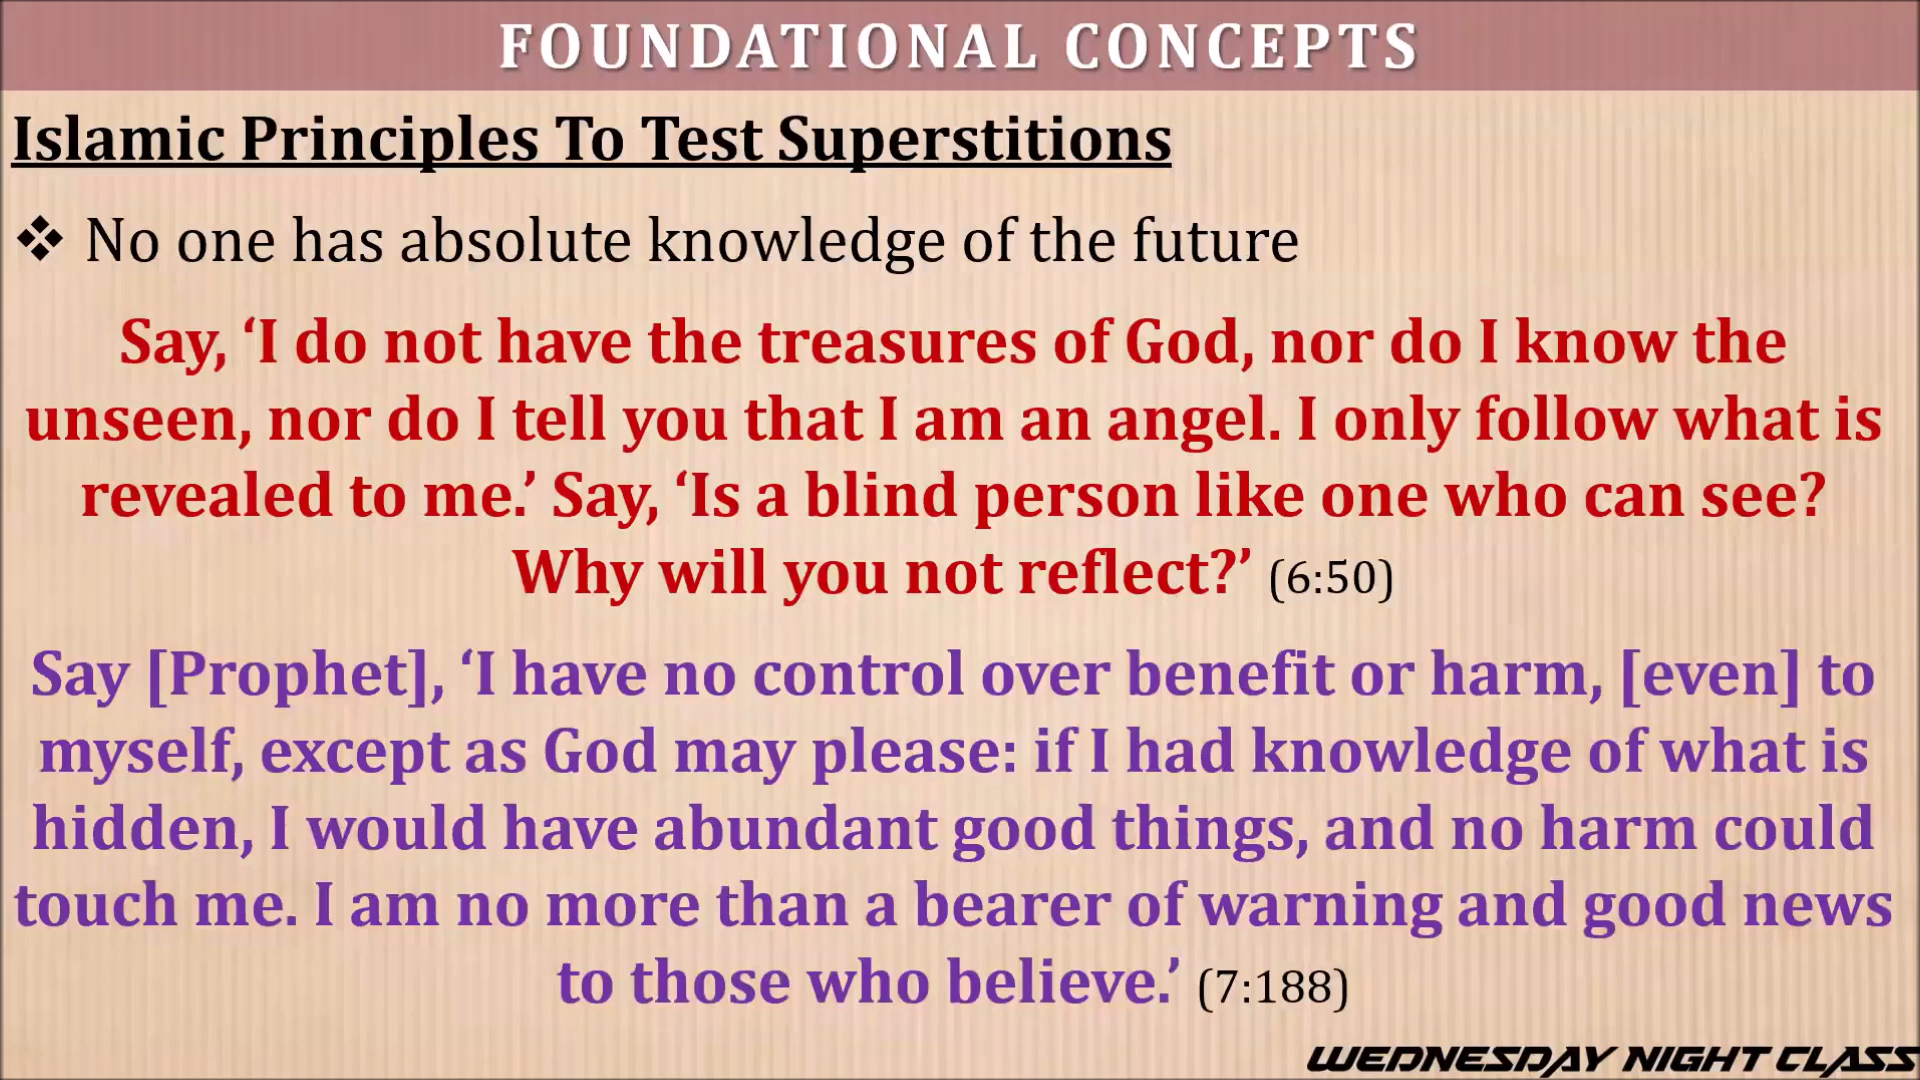 FOUNDATIONAL CONCEPTS
Islamic Principles To Test Superstitions
❖ No one has absolute knowledge of the future
Say, ‘I do not have the treasures of God, nor do I know the
unseen, nor do I tell you that I am an angel. I only follow what is
revealed to me.’ Say, ‘Is a blind person like one who can see?
Why will you not reflect?’ (6:50)
Say [Prophet], ‘I have no control over benefit or harm, [even] to
myself, except as God may please: if I had knowledge of what is
hidden, I would have abundant good things, and no harm could
touch me. I am no more than a bearer of warning and good news
to those who believe.’ (7:188)
WEDNESDAY NIGHT CLASS